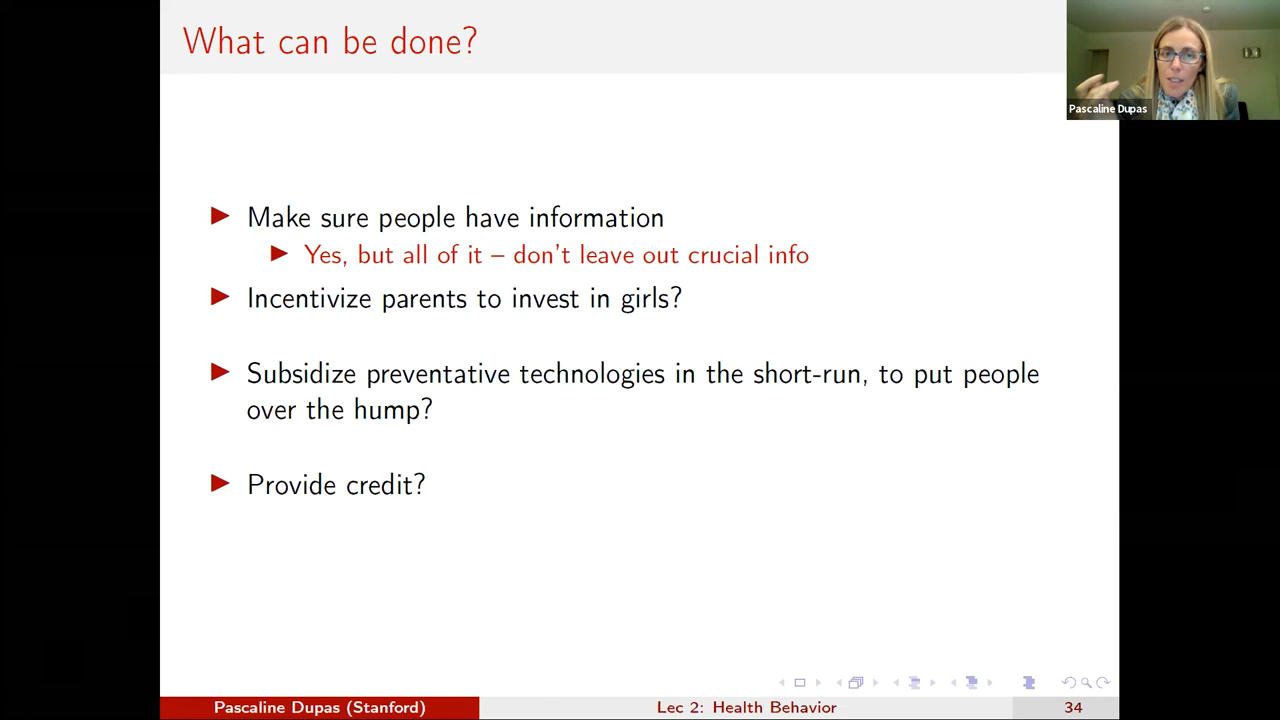 What can be done?
Pascaline Dupas
▶ Make sure people have information
▶ Yes, but all of it – don't leave out crucial info
▶ Incentivize parents to invest in girls?
▶ Subsidize preventative technologies in the short-run, to put people
over the hump?
▶ Provide credit?
Pascaline Dupas (Stanford)
Lec 2: Health Behavior
34